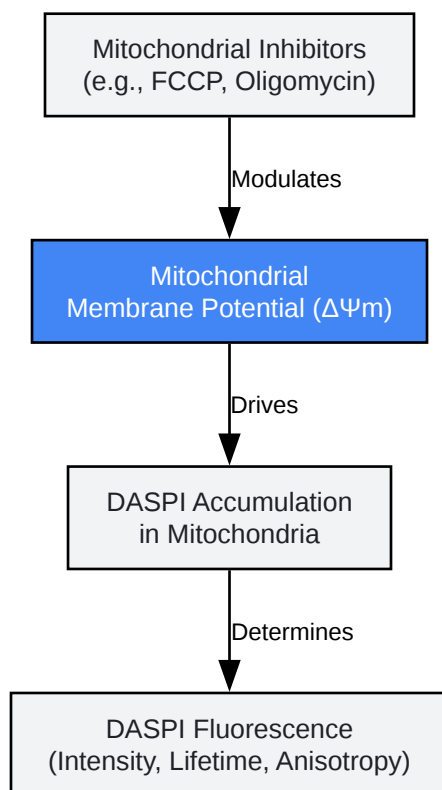 Mitochondrial Inhibitors
(e.g., FCCP, Oligomycin)
Modulates
Mitochondrial
Membrane Potential (ΔΨm)
Drives
DASPI Accumulation
in Mitochondria
Determines
DASPI Fluorescence
(Intensity, Lifetime, Anisotropy)